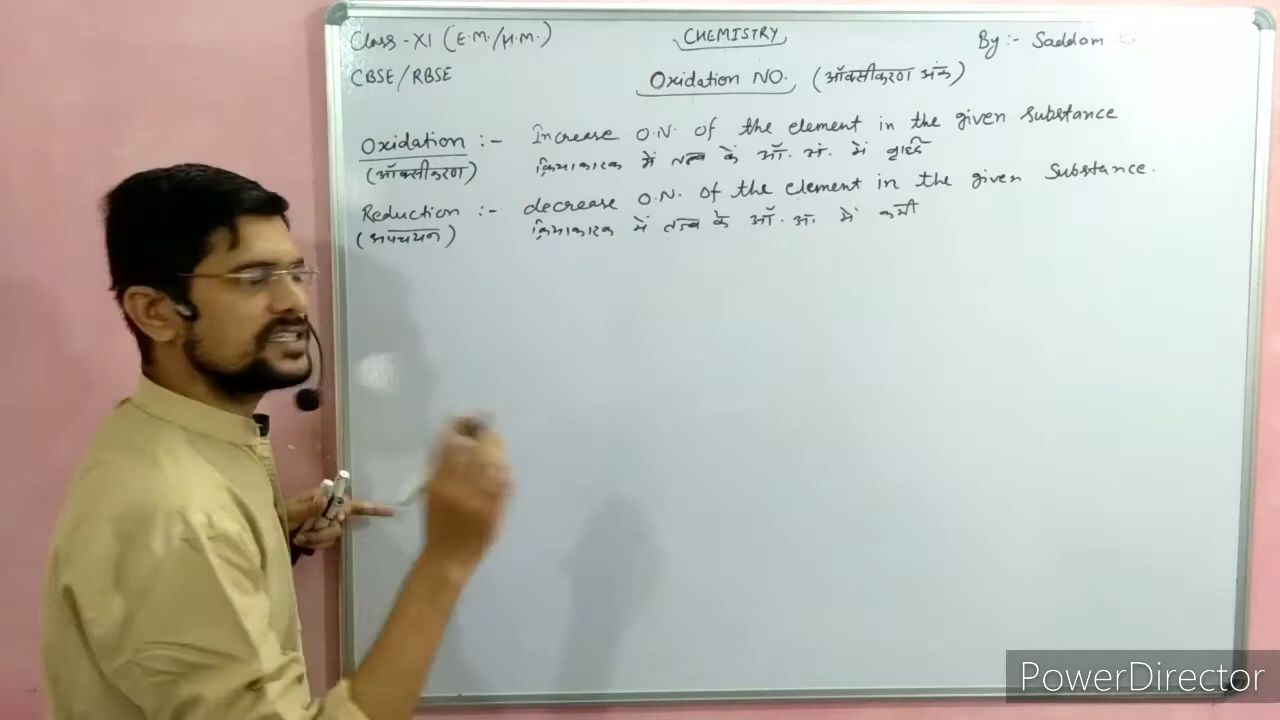 Class - XI (E.M./H.M.)
CHEMISTRY
By :- Saddam
CBSE/RBSE
Oxidation NO. (ऑक्सीकरण अंक)
Oxidation :- Increase O.N. of the element in the given Substance
(ऑक्सीकरण) क्रियाकारक में तत्व के ऑ. अं. में वृद्धि
Reduction :- decrease O.N. of the element in the given Substance.
(अपचयन) क्रियाकारक में तत्व के ऑ. अं. में कमी
PowerDirector